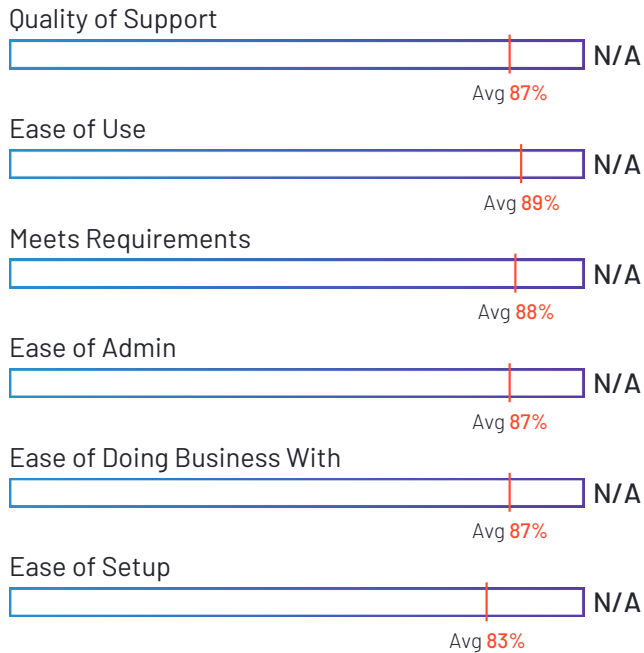 Quality of Support
N/A
Avg 87%
Ease of Use
N/A
Avg 89%
Meets Requirements
N/A
Avg 88%
Ease of Admin
N/A
Avg 87%
Ease of Doing Business With
N/A
Avg 87%
Ease of Setup
N/A
Avg 83%